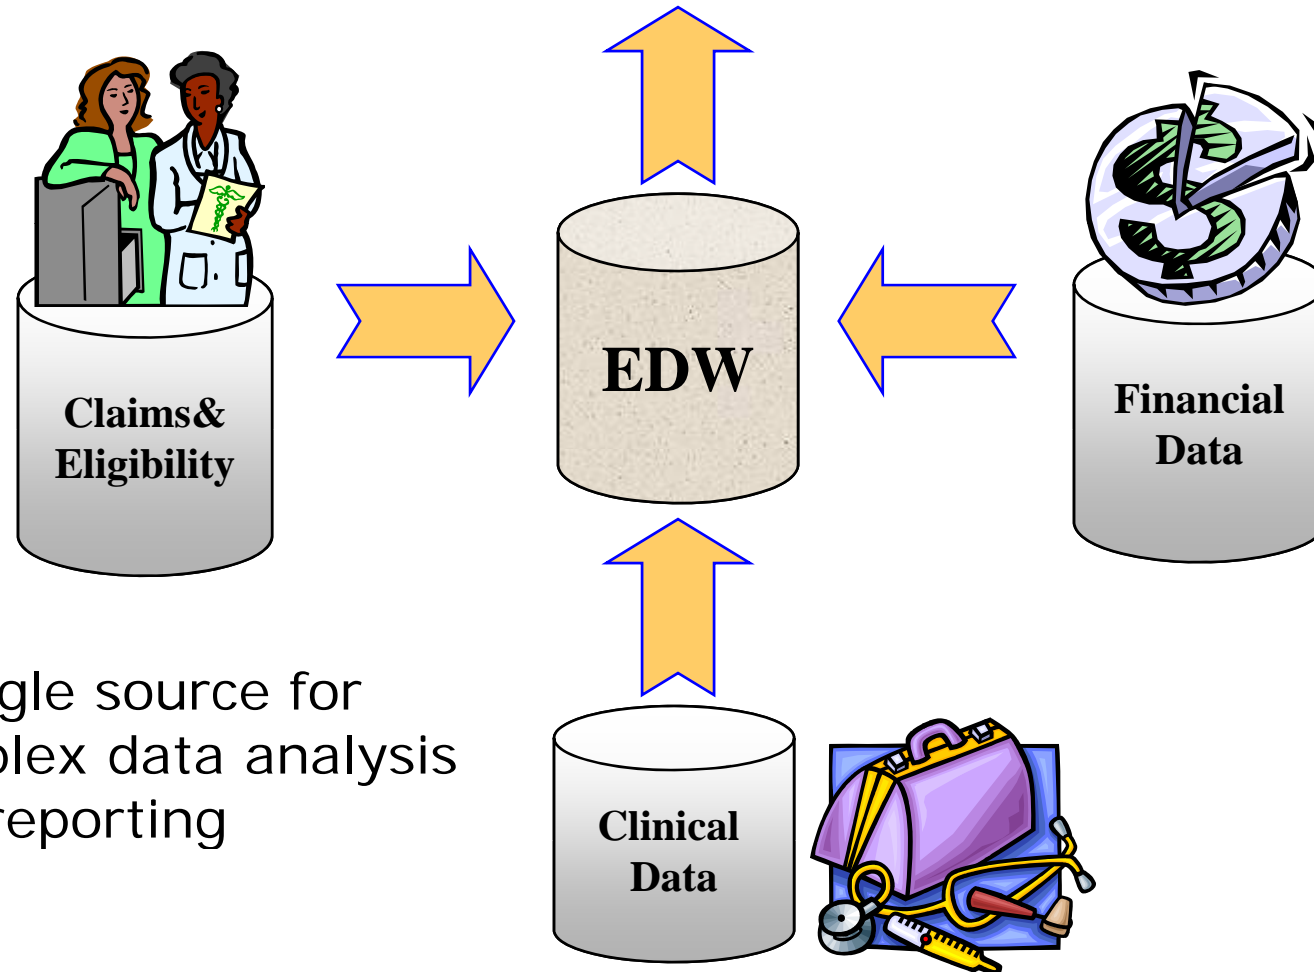 Claims&
Eligibility
EDW
Financial
Data
gle source for
plex data analysis
reporting
Clinical
Data